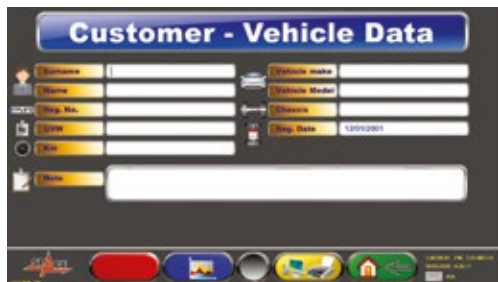 Customer - Vehicle Data
Surname
Name
Reg. No.
GVW
Km
Note
Vehicle make
Vehicle Model
Chassis
Reg. Date 12/01/2001